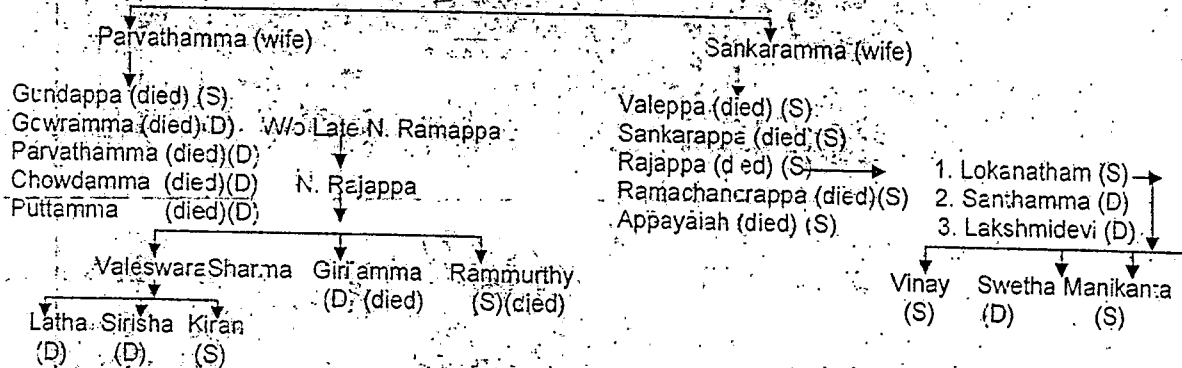 Parvathamma (wife)
Sankaramma (wife)
Gundappa (died) (S)
Gowramma (died) (D) W/o Late N. Ramappa
Parvathamma (died)(D)
Chowdamma (died)(D)
Puttamma (died)(D)
N. Rajappa
Valeswara Sharma Giriamma Rammurthy
(D) (died) (S)(died)
Latha Sirisha Kiran
(D) (D) (S)
Valeppa (died) (S)
Sankarappa (died) (S)
Rajappa (died) (S)
Ramachandrappa (died)(S)
Appayaiah (died) (S)
1. Lokanatham (S)
2. Santhamma (D)
3. Lakshmidevi (D)
Vinay Swetha Manikanta
(S) (D) (S)